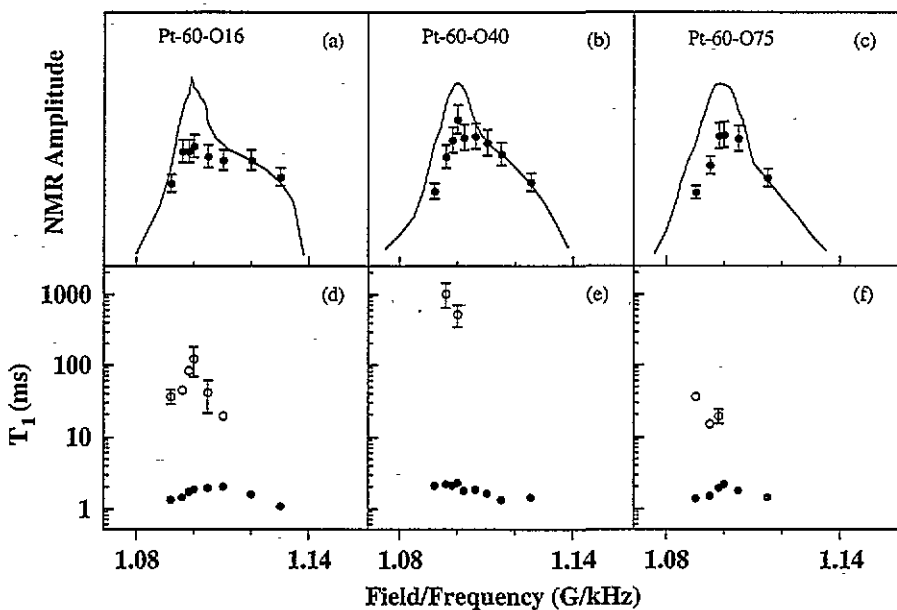 Pt-60-O16 (a)
Pt-60-O40 (b)
Pt-60-O75 (c)
NMR Amplitude
(d)
(e)
(f)
1000
100
10
1
T1 (ms)
1.08 1.14
1.08 1.14
1.08 1.14
Field/Frequency (G/kHz)